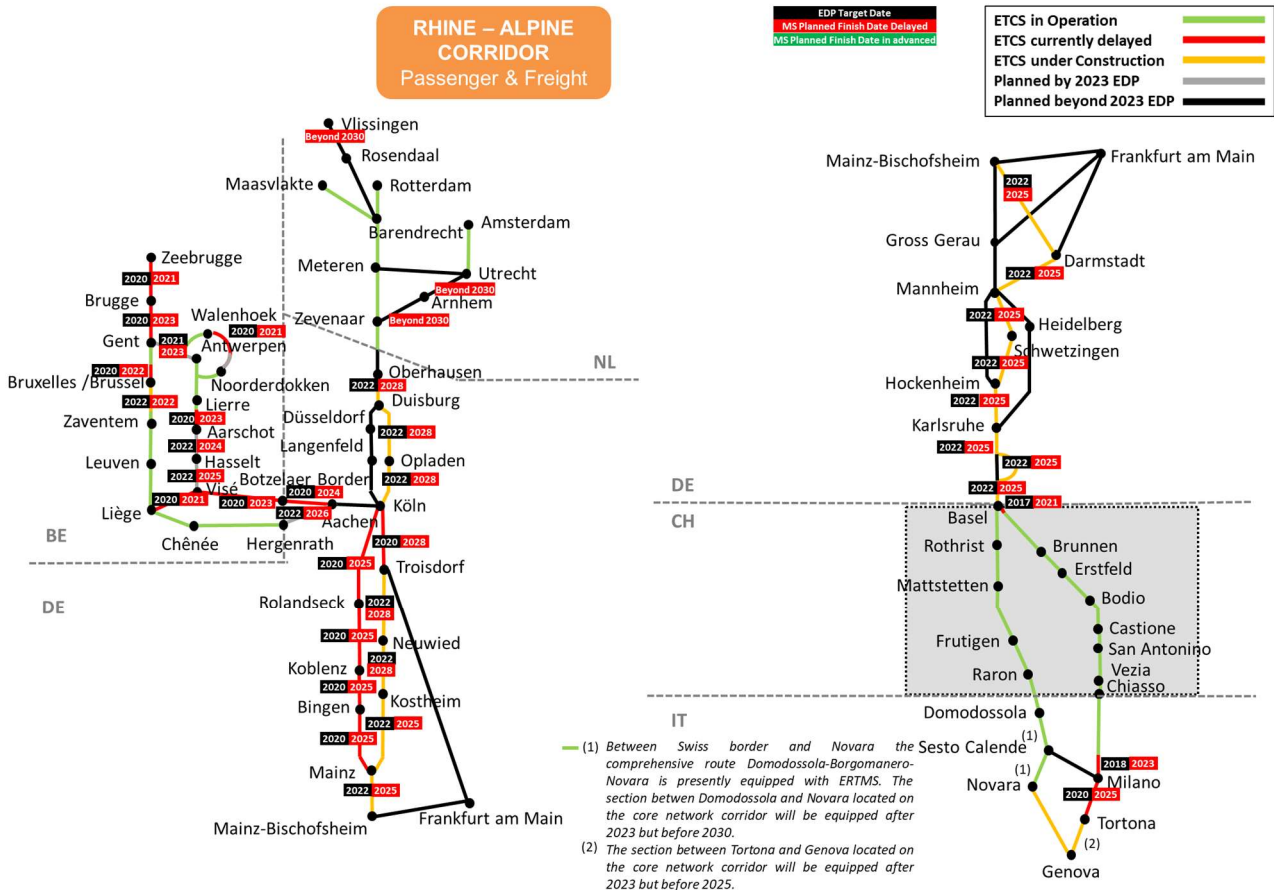 RHINE – ALPINE
CORRIDOR
Passenger & Freight
EDP Target Date
MS Planned Finish Date Delayed
MS Planned Finish Date in advanced
ETCS in Operation
ETCS currently delayed
ETCS under Construction
Planned by 2023 EDP
Planned beyond 2023 EDP
Vlissingen
Beyond 2030
Rosendaal
Maasvlakte
Rotterdam
Barendrecht
Amsterdam
Meteren
Utrecht
Beyond 2030
Arnhem
Zevenaar
Beyond 2030
NL
Zeebrugge
2020 2021
Brugge
2020 2023
Gent
Walenhoek
2020 2021
2021
2023
Antwerpen
2020 2022
Bruxelles /Brussel
Noorderdokken
2022 2022
Lierre
Zaventem
2020 2023
Aarschot
2022 2024
Leuven
Hasselt
2022 2025
Visé
Botzelaer Border
2020 2021
2020 2023
2020 2024
Liège
2022 2026
Aachen
Chênée
Hergenrath
BE
DE
Oberhausen
2022 2028
Duisburg
Düsseldorf
2022 2028
Langenfeld
Opladen
2022 2028
Köln
2020 2028
2020 2025
Troisdorf
Rolandseck
2022
2028
2020 2025
Neuwied
2022
2028
Koblenz
2020 2025
Kostheim
Bingen
2022 2025
2020 2025
Mainz
2022 2025
Mainz-Bischofsheim
Frankfurt am Main
Mainz-Bischofsheim
Frankfurt am Main
2022
2025
Gross Gerau
Darmstadt
2022 2025
Mannheim
2022 2025
Heidelberg
Schwetzingen
2022 2025
Hockenheim
2022 2025
Karlsruhe
2022 2025
2022 2025
2022 2025
DE
2017 2021
CH
Basel
Rothrist
Brunnen
Erstfeld
Mattstetten
Bodio
Castione
Frutigen
San Antonino
Raron
Vezia
Chiasso
IT
Domodossola
(1)
Sesto Calende
2018 2023
Milano
(1)
Novara
2020 2025
Tortona
(2)
Genova
(1) Between Swiss border and Novara the
comprehensive route Domodossola-Borgomanero-
Novara is presently equipped with ERTMS. The
section betwen Domodossola and Novara located on
the core network corridor will be equipped after
2023 but before 2030.
(2) The section between Tortona and Genova located on
the core network corridor will be equipped after
2023 but before 2025.